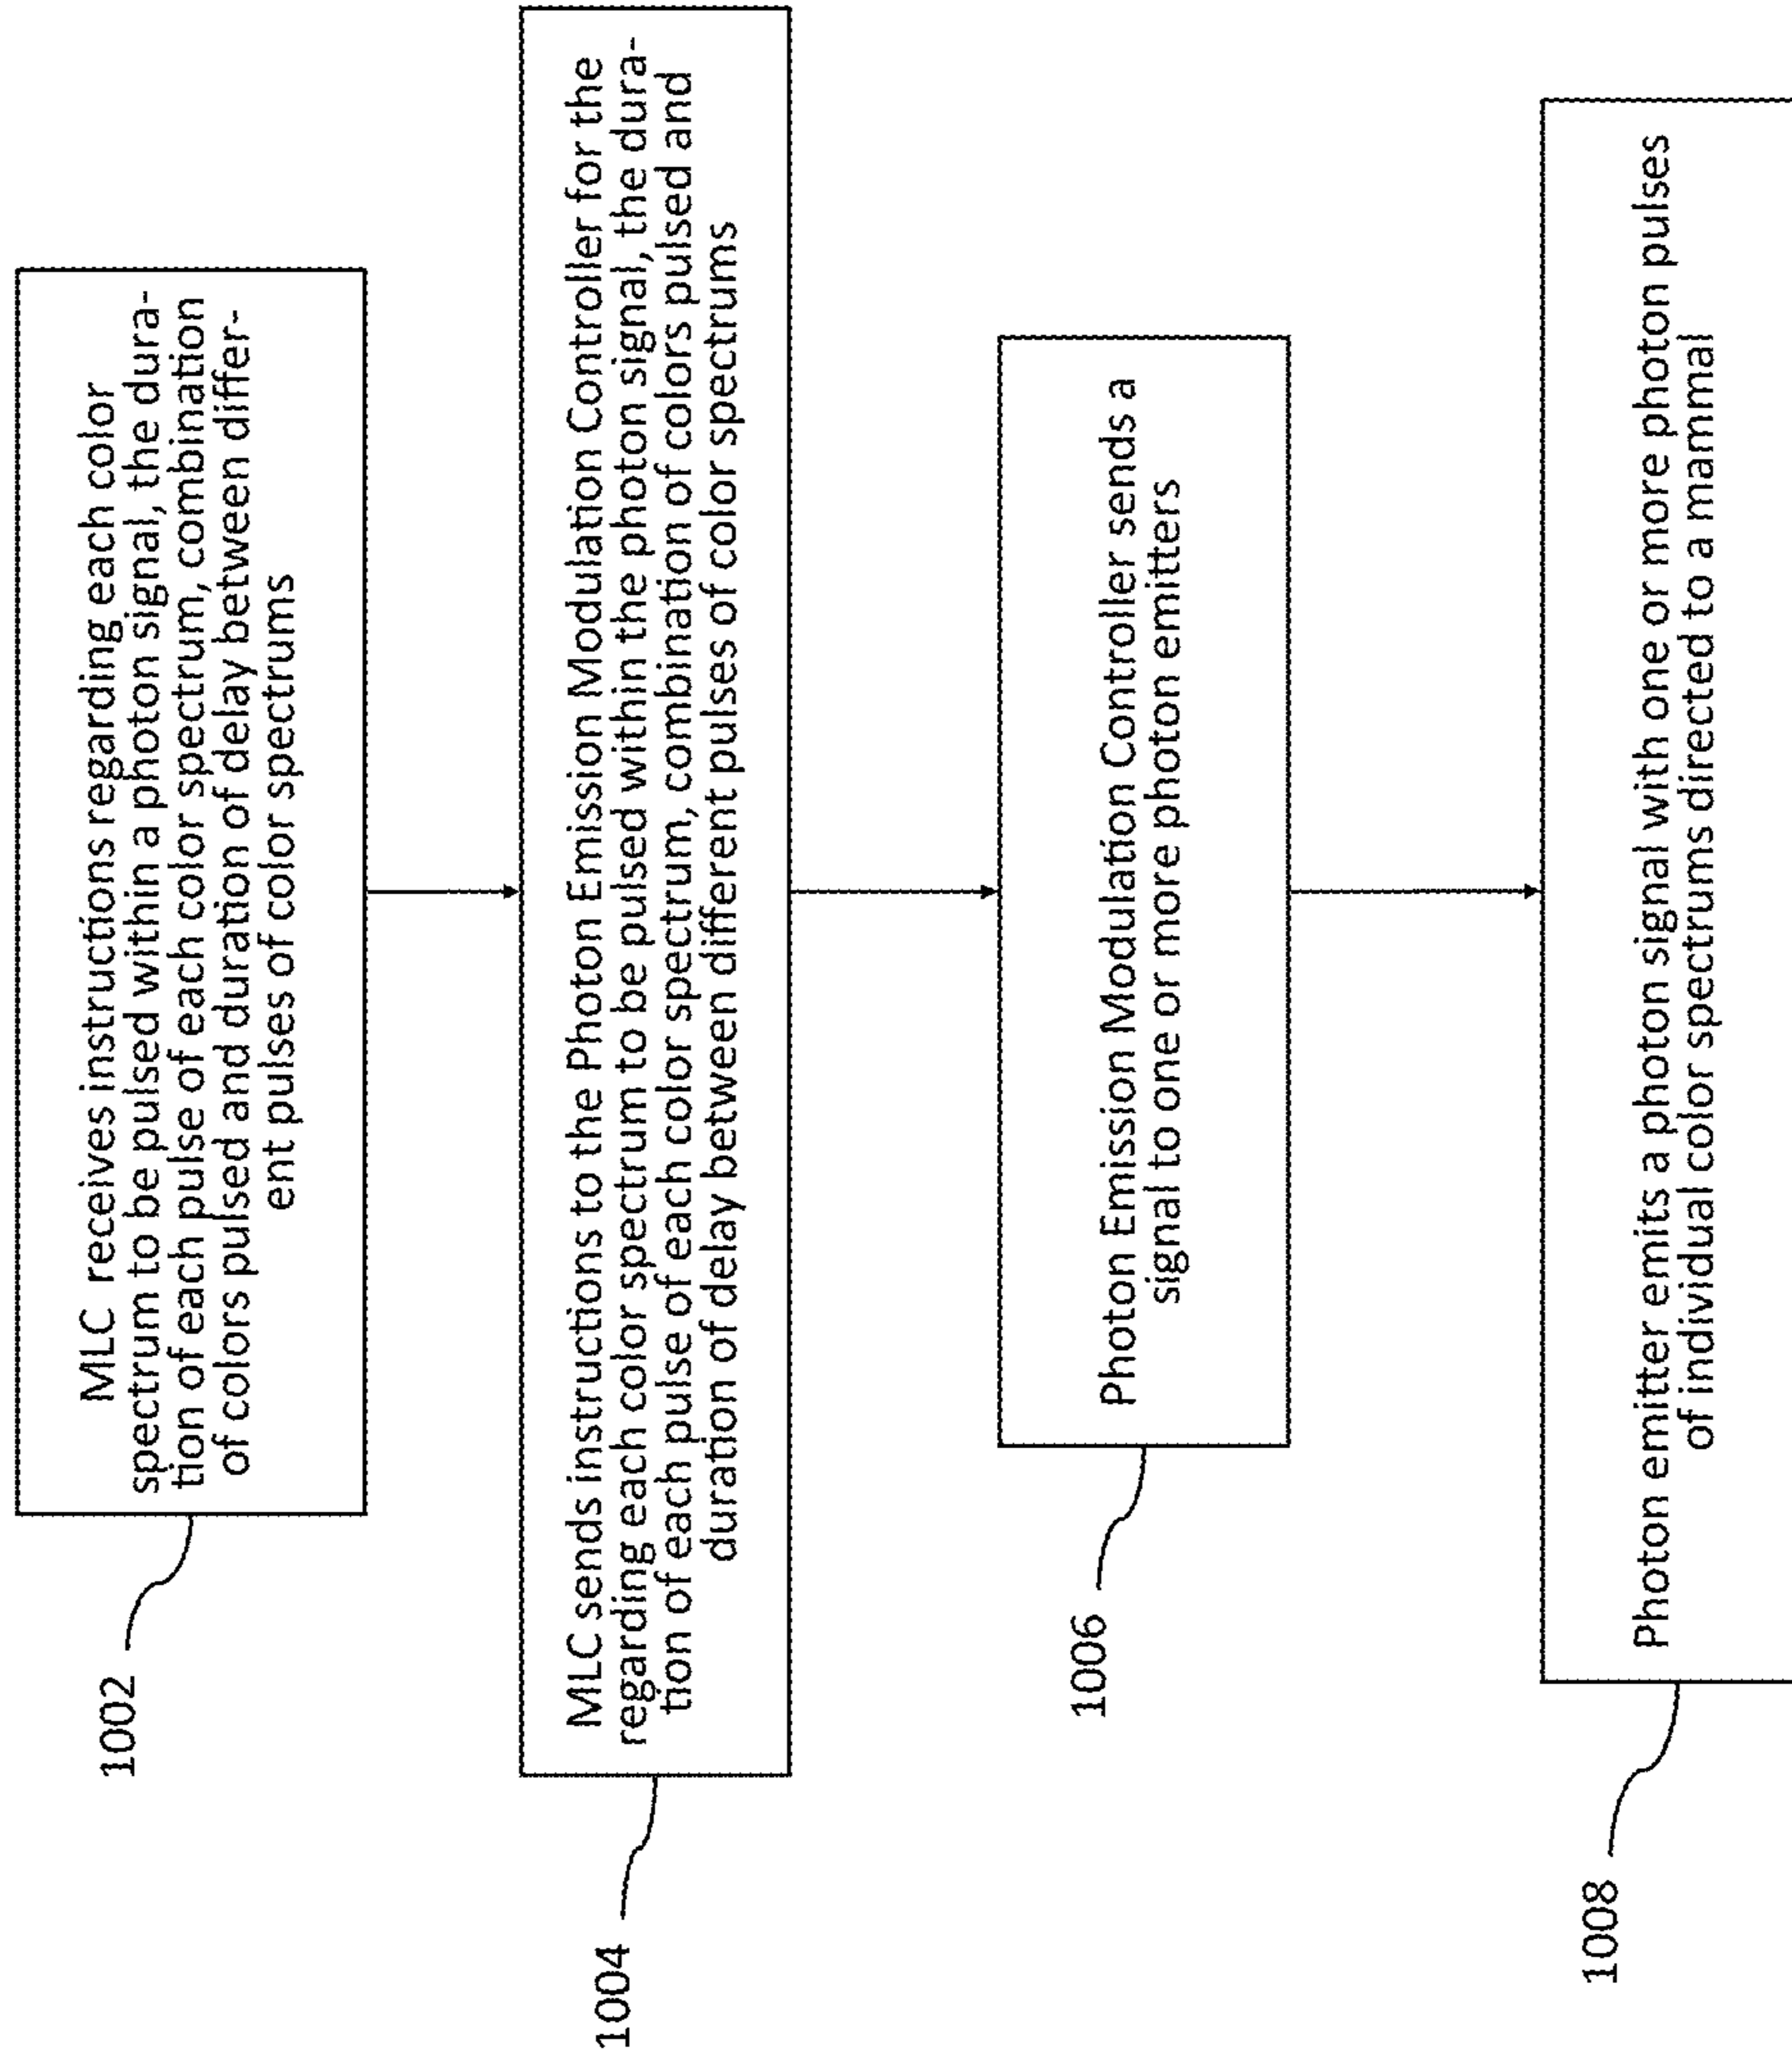 1002
MLC receives instructions regarding each color
spectrum to be pulsed within a photon signal, the dura-
tion of each pulse of each color spectrum, combination
of colors pulsed and duration of delay between differ-
ent pulses of color spectrums
1004
MLC sends instructions to the Photon Emission Modulation Controller for the
regarding each color spectrum to be pulsed within the photon signal, the dura-
tion of each pulse of each color spectrum, combination of colors pulsed and
duration of delay between different pulses of color spectrums
1006
Photon Emission Modulation Controller sends a
signal to one or more photon emitters
1008
Photon emitter emits a photon signal with one or more photon pulses
of individual color spectrums directed to a mammal